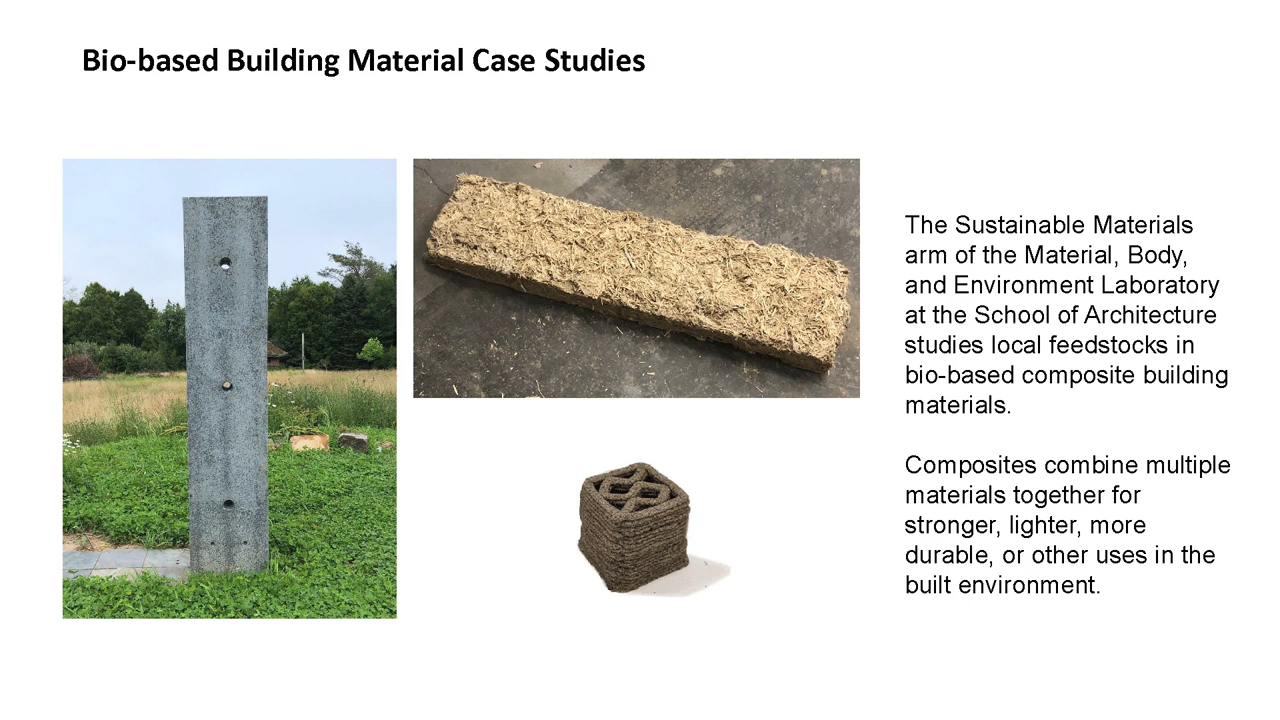 Bio-based Building Material Case Studies
The Sustainable Materials
arm of the Material, Body,
and Environment Laboratory
at the School of Architecture
studies local feedstocks in
bio-based composite building
materials.
Composites combine multiple
materials together for
stronger, lighter, more
durable, or other uses in the
built environment.